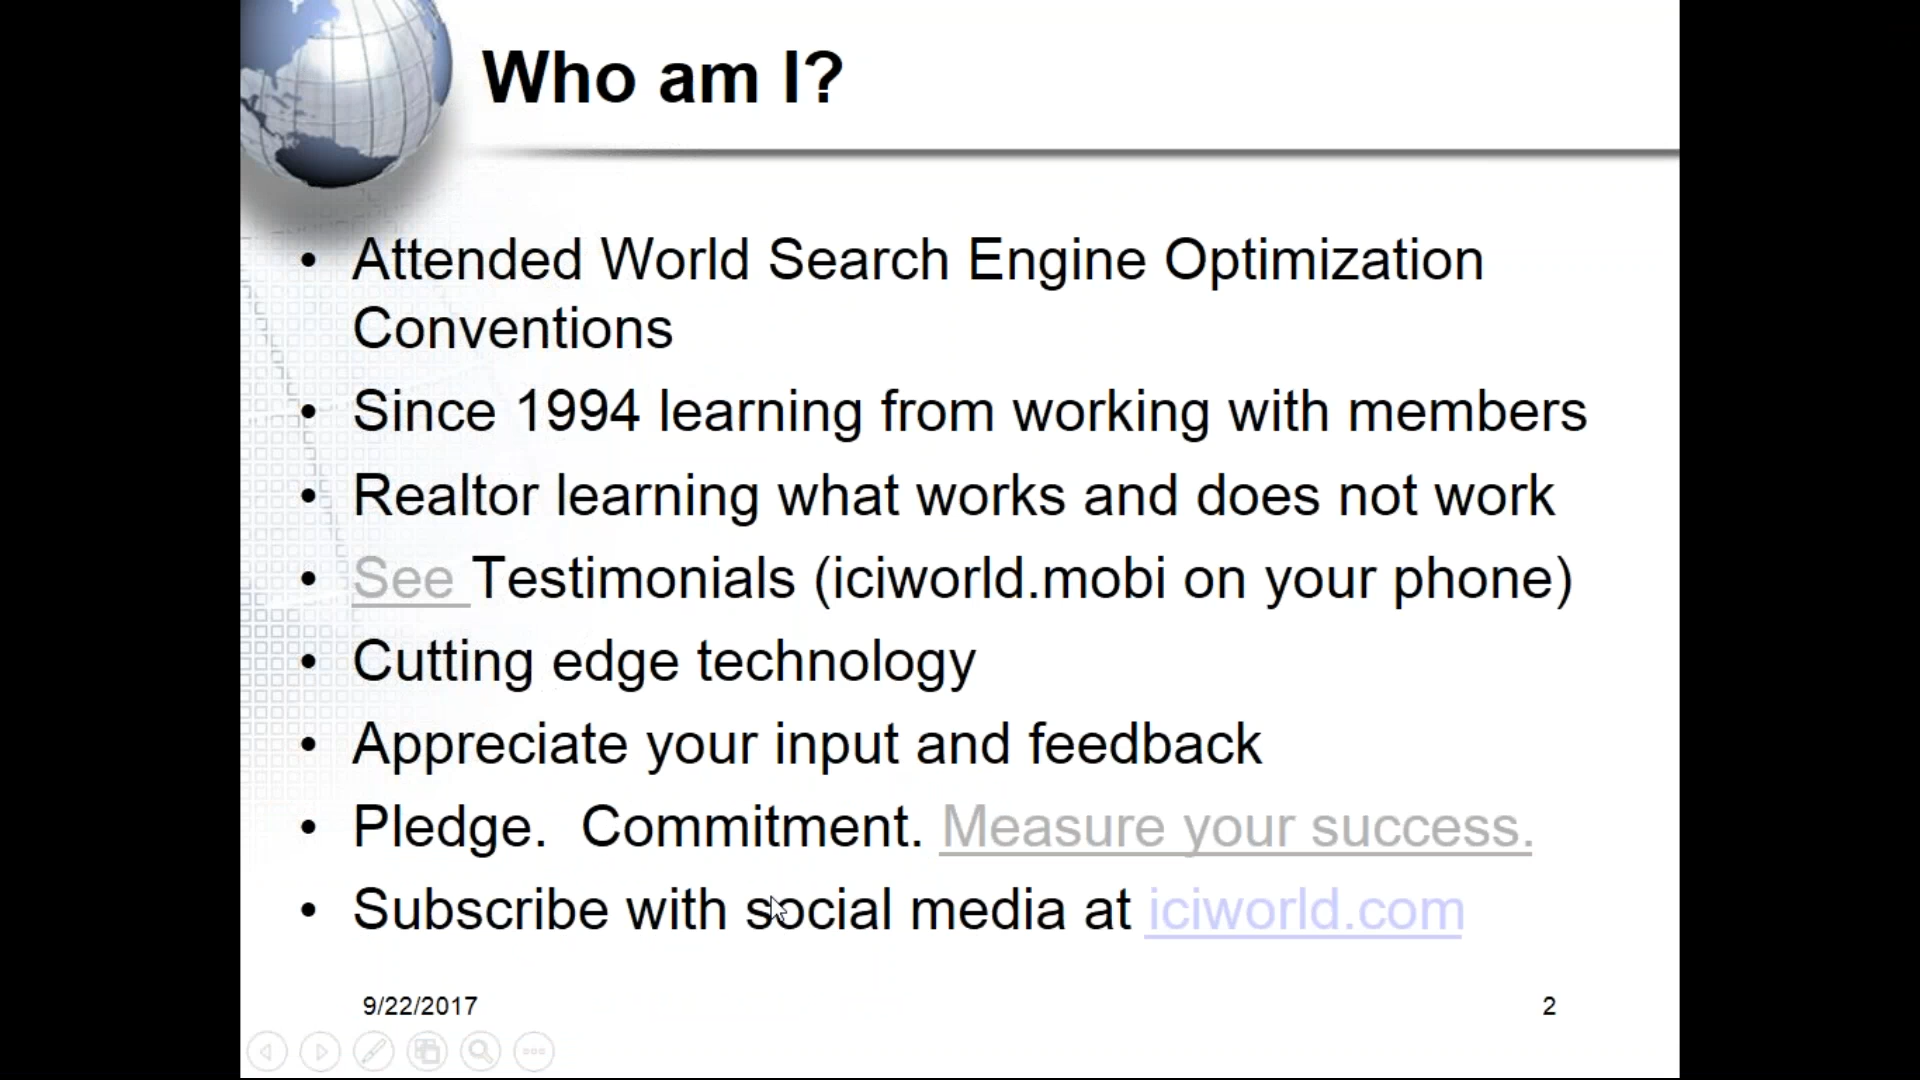 Who am I?
• Attended World Search Engine Optimization
Conventions
• Since 1994 learning from working with members
• Realtor learning what works and does not work
• See Testimonials (iciworld.mobi on your phone)
• Cutting edge technology
• Appreciate your input and feedback
• Pledge.  Commitment. Measure your success.
• Subscribe with social media at iciworld.com
9/22/2017
2